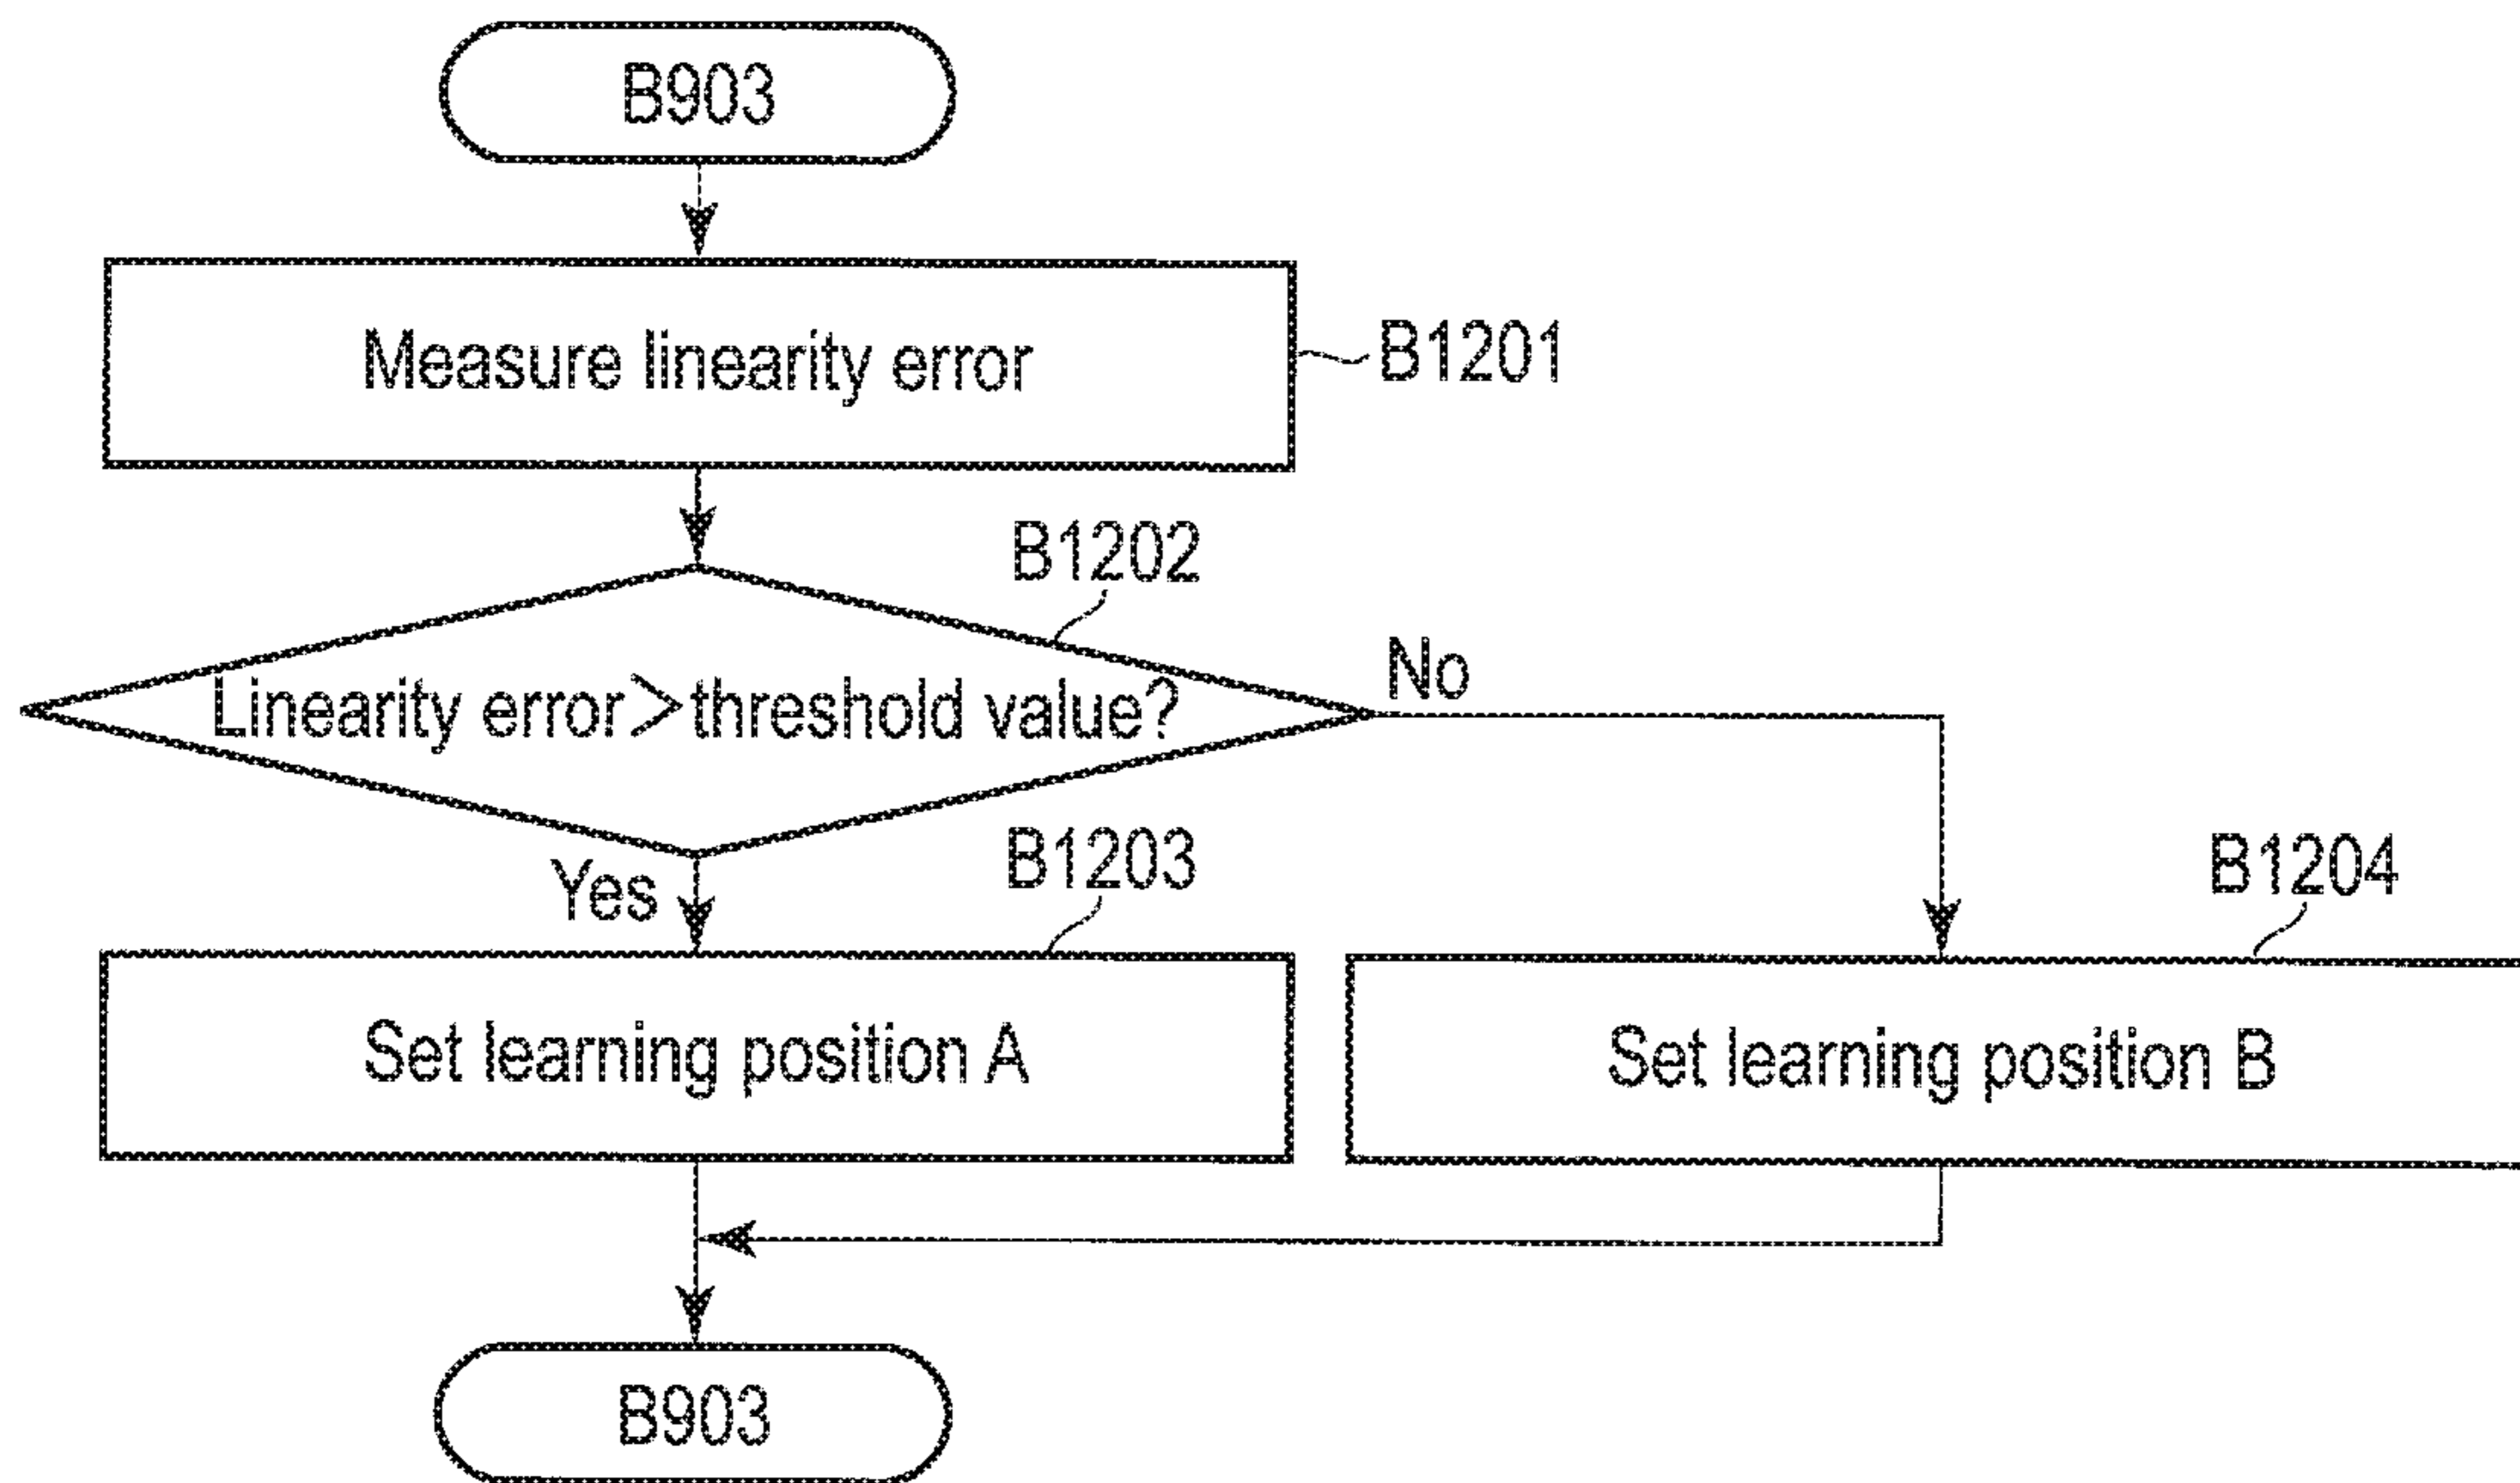 B903
Measure linearity error
B1201
B1202
Linearity error>threshold value?
No
Yes
B1203
B1204
Set learning position A
Set learning position B
B903